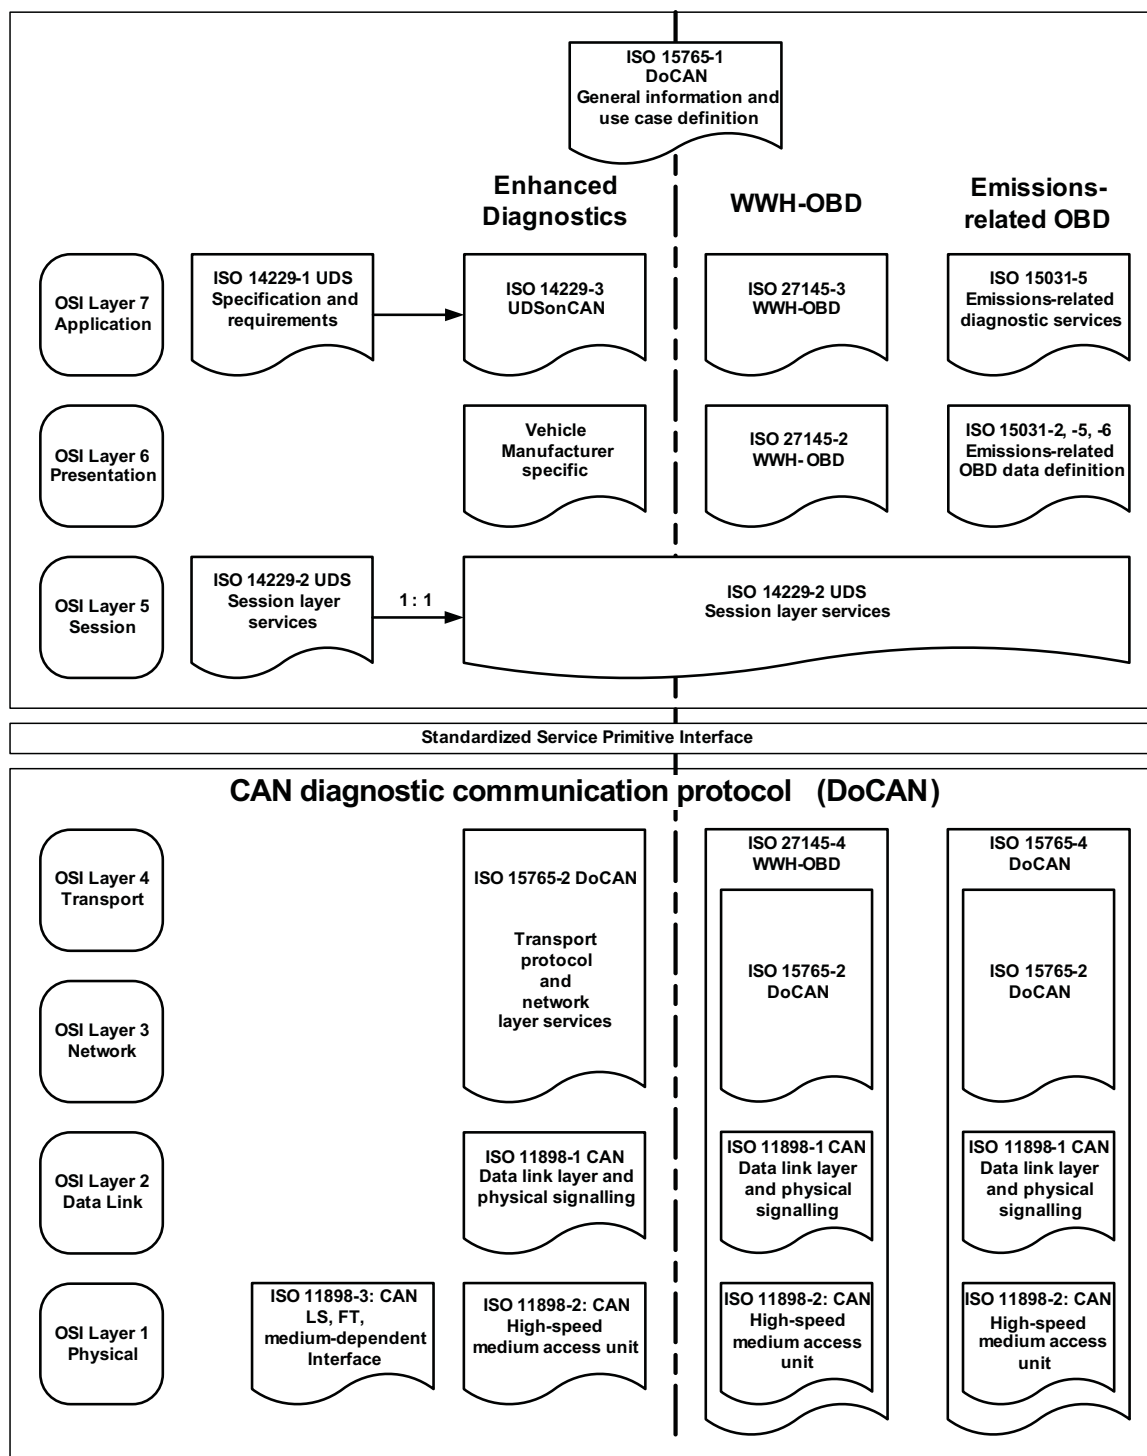 ISO 15765-1
DoCAN
General information and
use case definition
Enhanced
Diagnostics
WWH-OBD
Emissions-
related OBD
OSI Layer 7
Application
ISO 14229-1 UDS
Specification and
requirements
ISO 14229-3
UDSonCAN
ISO 27145-3
WWH-OBD
ISO 15031-5
Emissions-related
diagnostic services
OSI Layer 6
Presentation
Vehicle
Manufacturer
specific
ISO 27145-2
WWH-OBD
ISO 15031-2, -5, -6
Emissions-related
OBD data definition
OSI Layer 5
Session
ISO 14229-2 UDS
Session layer
services
1 : 1
ISO 14229-2 UDS
Session layer services
Standardized Service Primitive Interface
CAN diagnostic communication protocol (DoCAN)
OSI Layer 4
Transport
ISO 15765-2 DoCAN
Transport
protocol
and
network
layer services
ISO 27145-4
WWH-OBD
ISO 15765-2
DoCAN
ISO 15765-4
DoCAN
ISO 15765-2
DoCAN
OSI Layer 3
Network
OSI Layer 2
Data Link
ISO 11898-1 CAN
Data link layer and
physical signalling
ISO 11898-1 CAN
Data link layer
and physical
signalling
ISO 11898-1 CAN
Data link layer
and physical
signalling
OSI Layer 1
Physical
ISO 11898-3: CAN
LS, FT,
medium-dependent
Interface
ISO 11898-2: CAN
High-speed
medium access unit
ISO 11898-2: CAN
High-speed
medium access
unit
ISO 11898-2: CAN
High-speed
medium access
unit